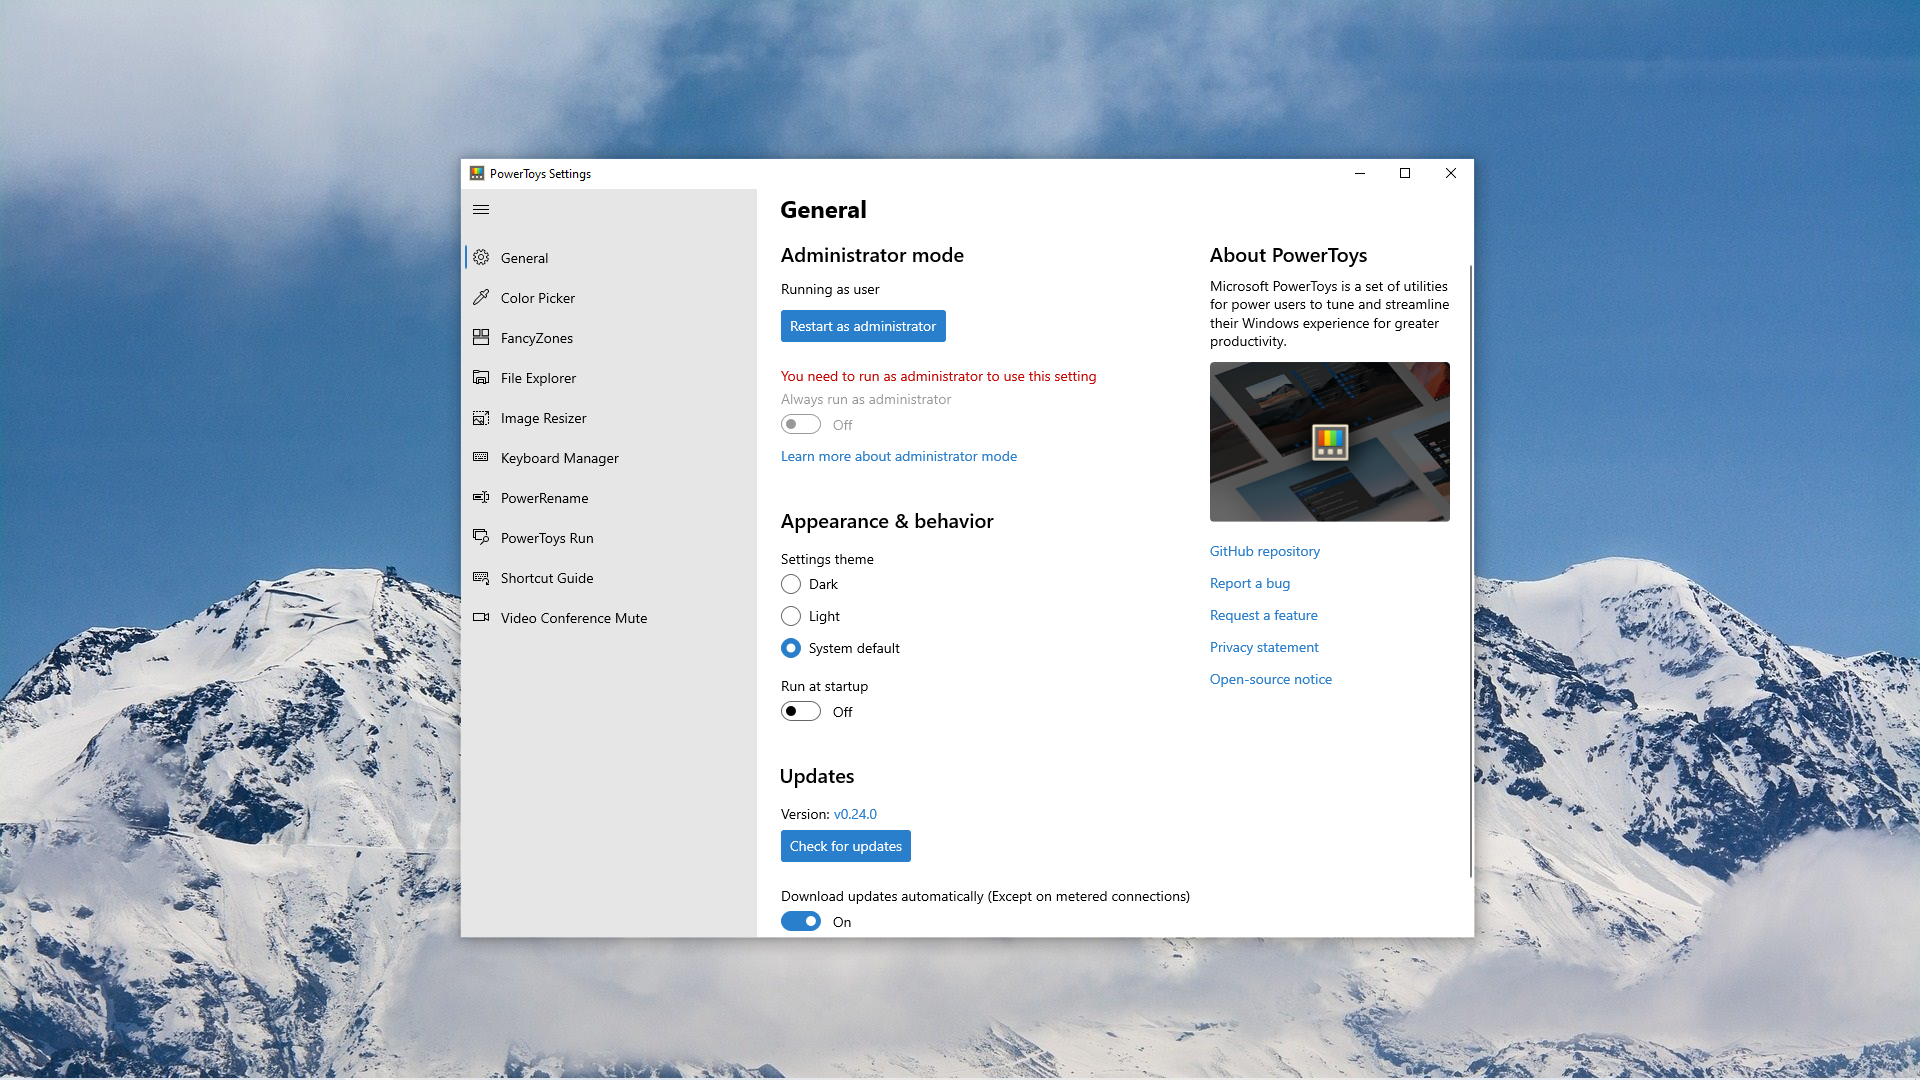 PowerToys Settings
General
Color Picker
FancyZones
File Explorer
Image Resizer
Keyboard Manager
PowerRename
PowerToys Run
Shortcut Guide
Video Conference Mute
General
Administrator mode
Running as user
Restart as administrator
You need to run as administrator to use this setting
Always run as administrator
Off
Learn more about administrator mode
Appearance & behavior
Settings theme
Dark
Light
System default
Run at startup
Off
Updates
Version: v0.24.0
Check for updates
Download updates automatically (Except on metered connections)
On
About PowerToys
Microsoft PowerToys is a set of utilities
for power users to tune and streamline
their Windows experience for greater
productivity.
GitHub repository
Report a bug
Request a feature
Privacy statement
Open-source notice